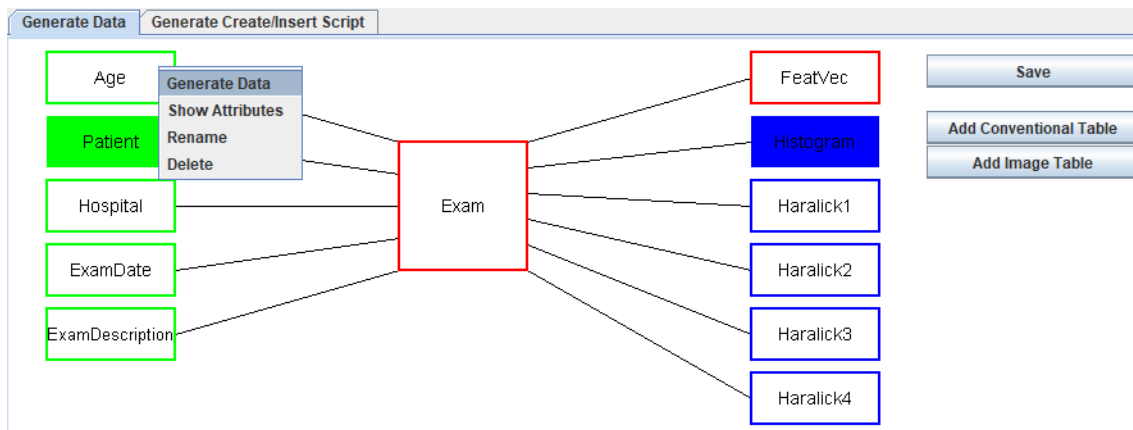 Generate Data
Generate Create/Insert Script
Age
Generate Data
Show Attributes
Rename
Delete
Patient
Hospital
ExamDate
ExamDescription
Exam
FeatVec
Histogram
Haralick1
Haralick2
Haralick3
Haralick4
Save
Add Conventional Table
Add Image Table